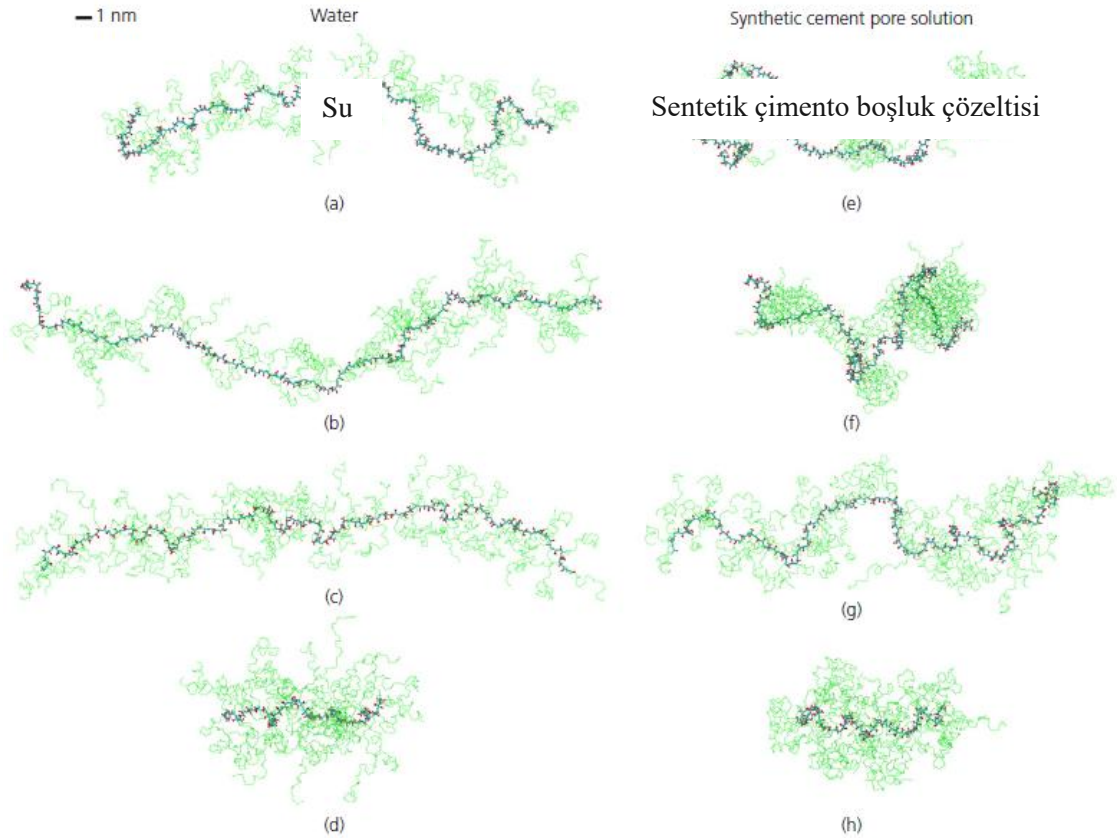 1 nm
Water
Synthetic cement pore solution
Su
Sentetik çimento boşluk çözeltisi
(a)
(e)
(b)
(f)
(c)
(g)
(d)
(h)